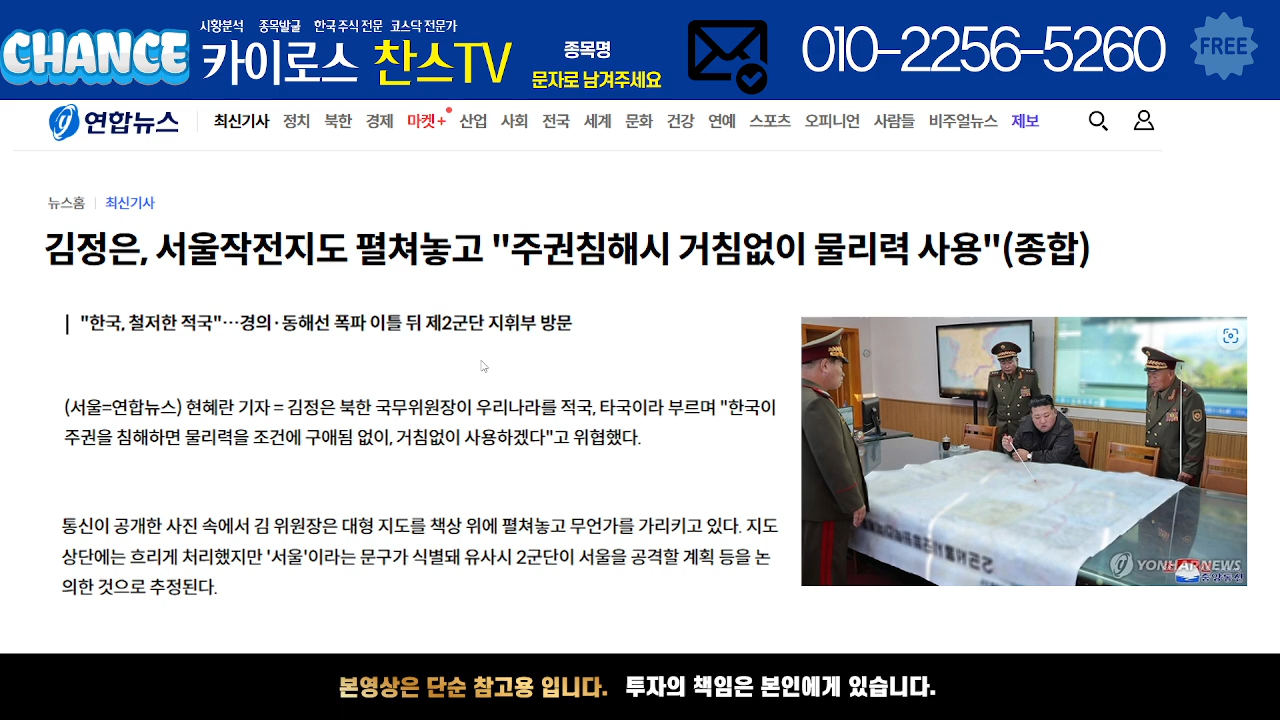 CHANCE
시황분석 종목발굴 한국 주식 전문 코스닥 전문가
카이로스 찬스TV
종목명
문자로 남겨주세요
010-2256-5260
FREE
연합뉴스
최신기사 정치 북한 경제 마켓+ 산업 사회 전국 세계 문화 건강 연예 스포츠 오피니언 사람들 비주얼뉴스 제보
뉴스홈 | 최신기사
김정은, 서울작전지도 펼쳐놓고 "주권침해시 거침없이 물리력 사용"(종합)
| "한국, 철저한 적국"…경의·동해선 폭파 이틀 뒤 제2군단 지휘부 방문
(서울=연합뉴스) 현혜란 기자 = 김정은 북한 국무위원장이 우리나라를 적국, 타국이라 부르며 "한국이
주권을 침해하면 물리력을 조건에 구애됨 없이, 거침없이 사용하겠다"고 위협했다.
통신이 공개한 사진 속에서 김 위원장은 대형 지도를 책상 위에 펼쳐놓고 무언가를 가리키고 있다. 지도
상단에는 흐리게 처리했지만 '서울'이라는 문구가 식별돼 유사시 2군단이 서울을 공격할 계획 등을 논
의한 것으로 추정된다.
YONHAP NEWS
중앙통신
본영상은 단순 참고용 입니다. 투자의 책임은 본인에게 있습니다.